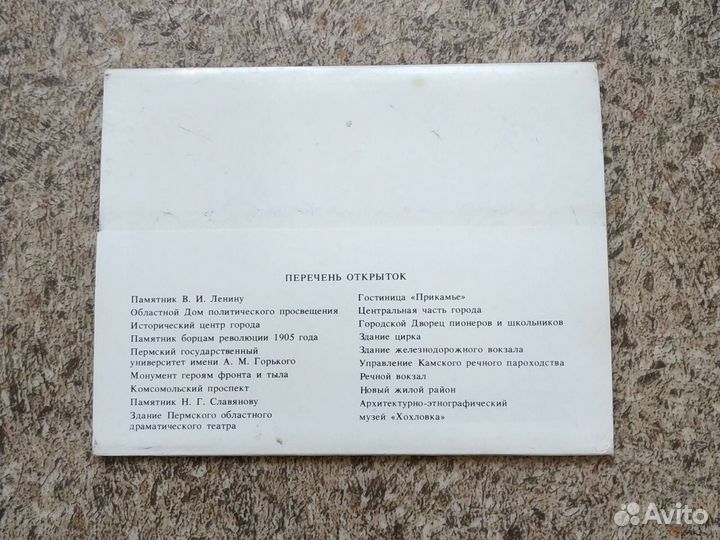 ПЕРЕЧЕНЬ ОТКРЫТОК
Памятник В. И. Ленину
Областной Дом политического просвещения
Исторический центр города
Памятник борцам революции 1905 года
Пермский государственный
университет имени А. М. Горького
Монумент героям фронта и тыла
Комсомольский проспект
Памятник Н. Г. Славянову
Здание Пермского областного
драматического театра
Гостиница «Прикамье»
Центральная часть города
Городской Дворец пионеров и школьников
Здание цирка
Здание железнодорожного вокзала
Управление Камского речного пароходства
Речной вокзал
Новый жилой район
Архитектурно-этнографический
музей «Хохловка»
Avito